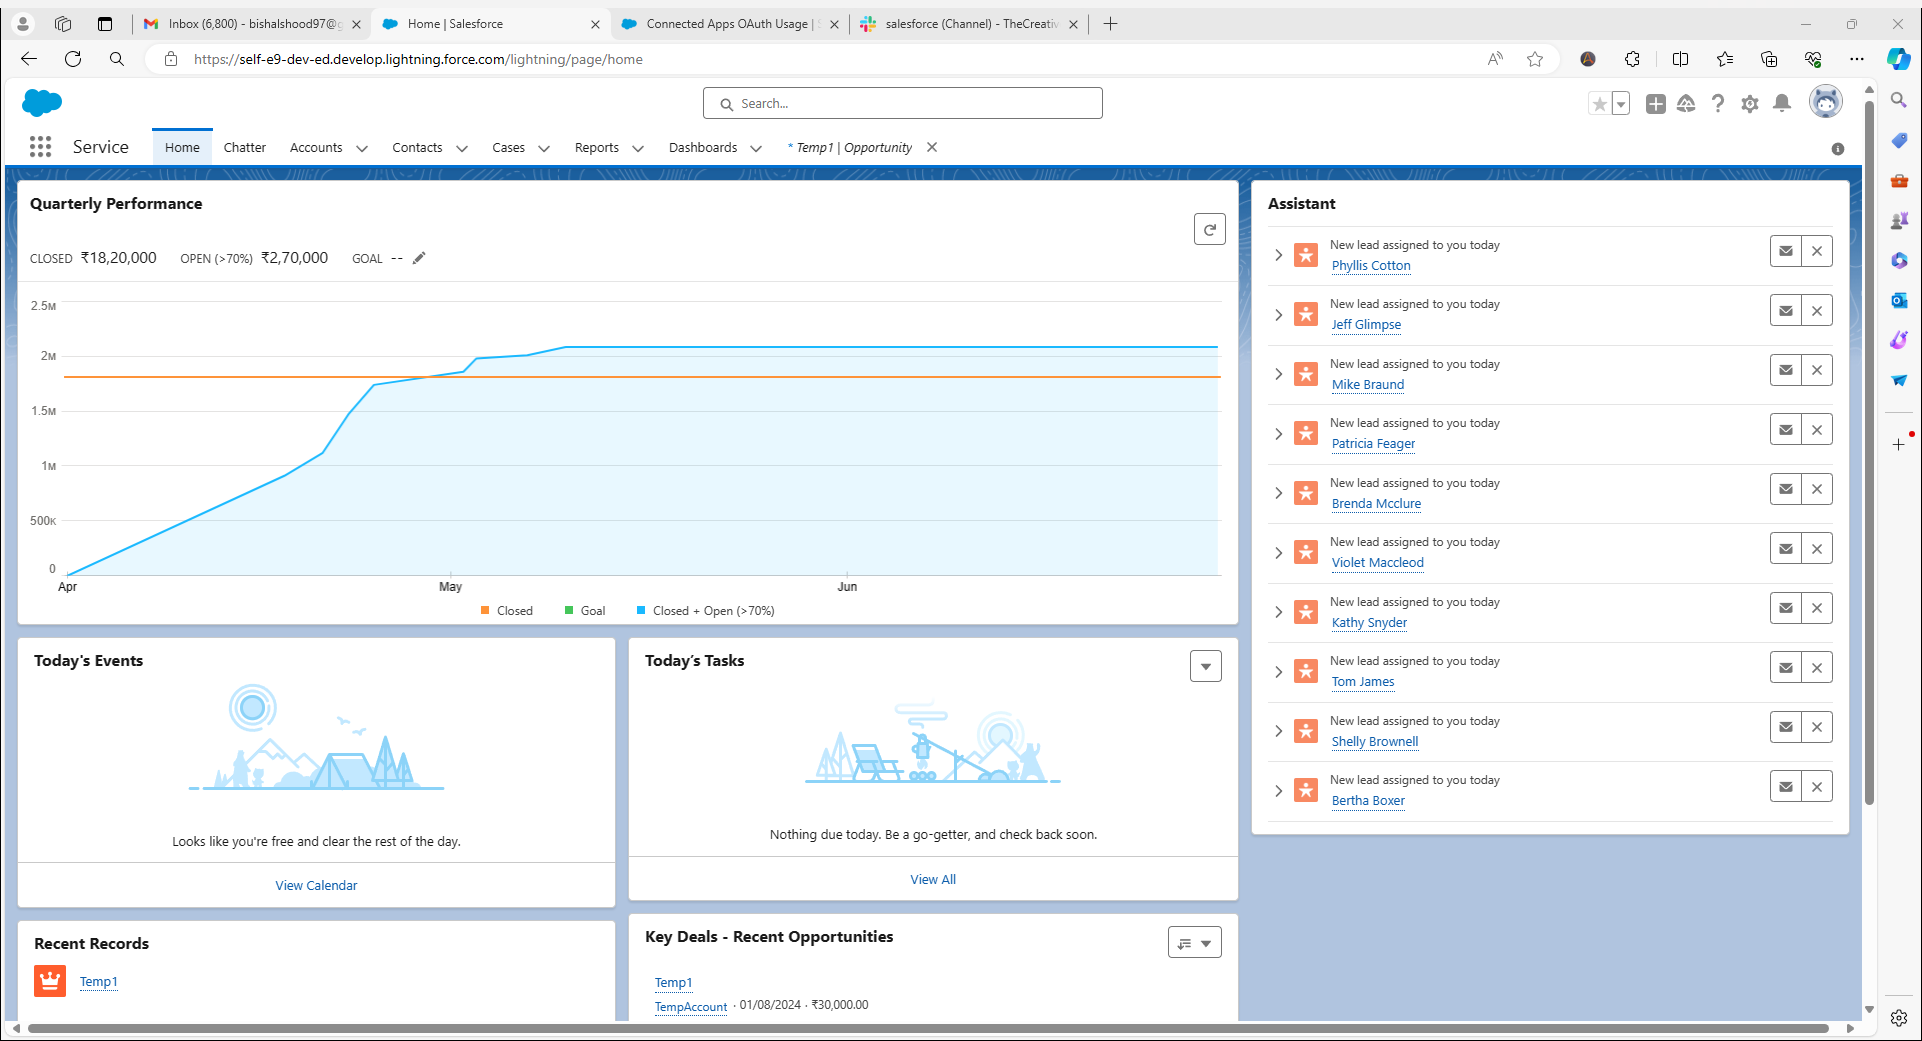 Inbox (6,800) - bishalshood97@g
Home | Salesforce
Connected Apps OAuth Usage | S
salesforce (Channel) - TheCreativ
https://self-e9-dev-ed.develop.lightning.force.com/lightning/page/home
Search...
Service
Home
Chatter
Accounts
Contacts
Cases
Reports
Dashboards
* Temp1 | Opportunity
Quarterly Performance
CLOSED ₹18,20,000 OPEN (>70%) ₹2,70,000 GOAL --
2.5M
2M
1.5M
1M
500K
0
Apr
May
Jun
Closed
Goal
Closed + Open (>70%)
Assistant
New lead assigned to you today
Phyllis Cotton
New lead assigned to you today
Jeff Glimpse
New lead assigned to you today
Mike Braund
New lead assigned to you today
Patricia Feager
New lead assigned to you today
Brenda Mcclure
New lead assigned to you today
Violet Maccleod
New lead assigned to you today
Kathy Snyder
New lead assigned to you today
Tom James
New lead assigned to you today
Shelly Brownell
New lead assigned to you today
Bertha Boxer
Today's Events
Looks like you're free and clear the rest of the day.
View Calendar
Today’s Tasks
Nothing due today. Be a go-getter, and check back soon.
View All
Recent Records
Temp1
Key Deals - Recent Opportunities
Temp1
TempAccount · 01/08/2024 · ₹30,000.00